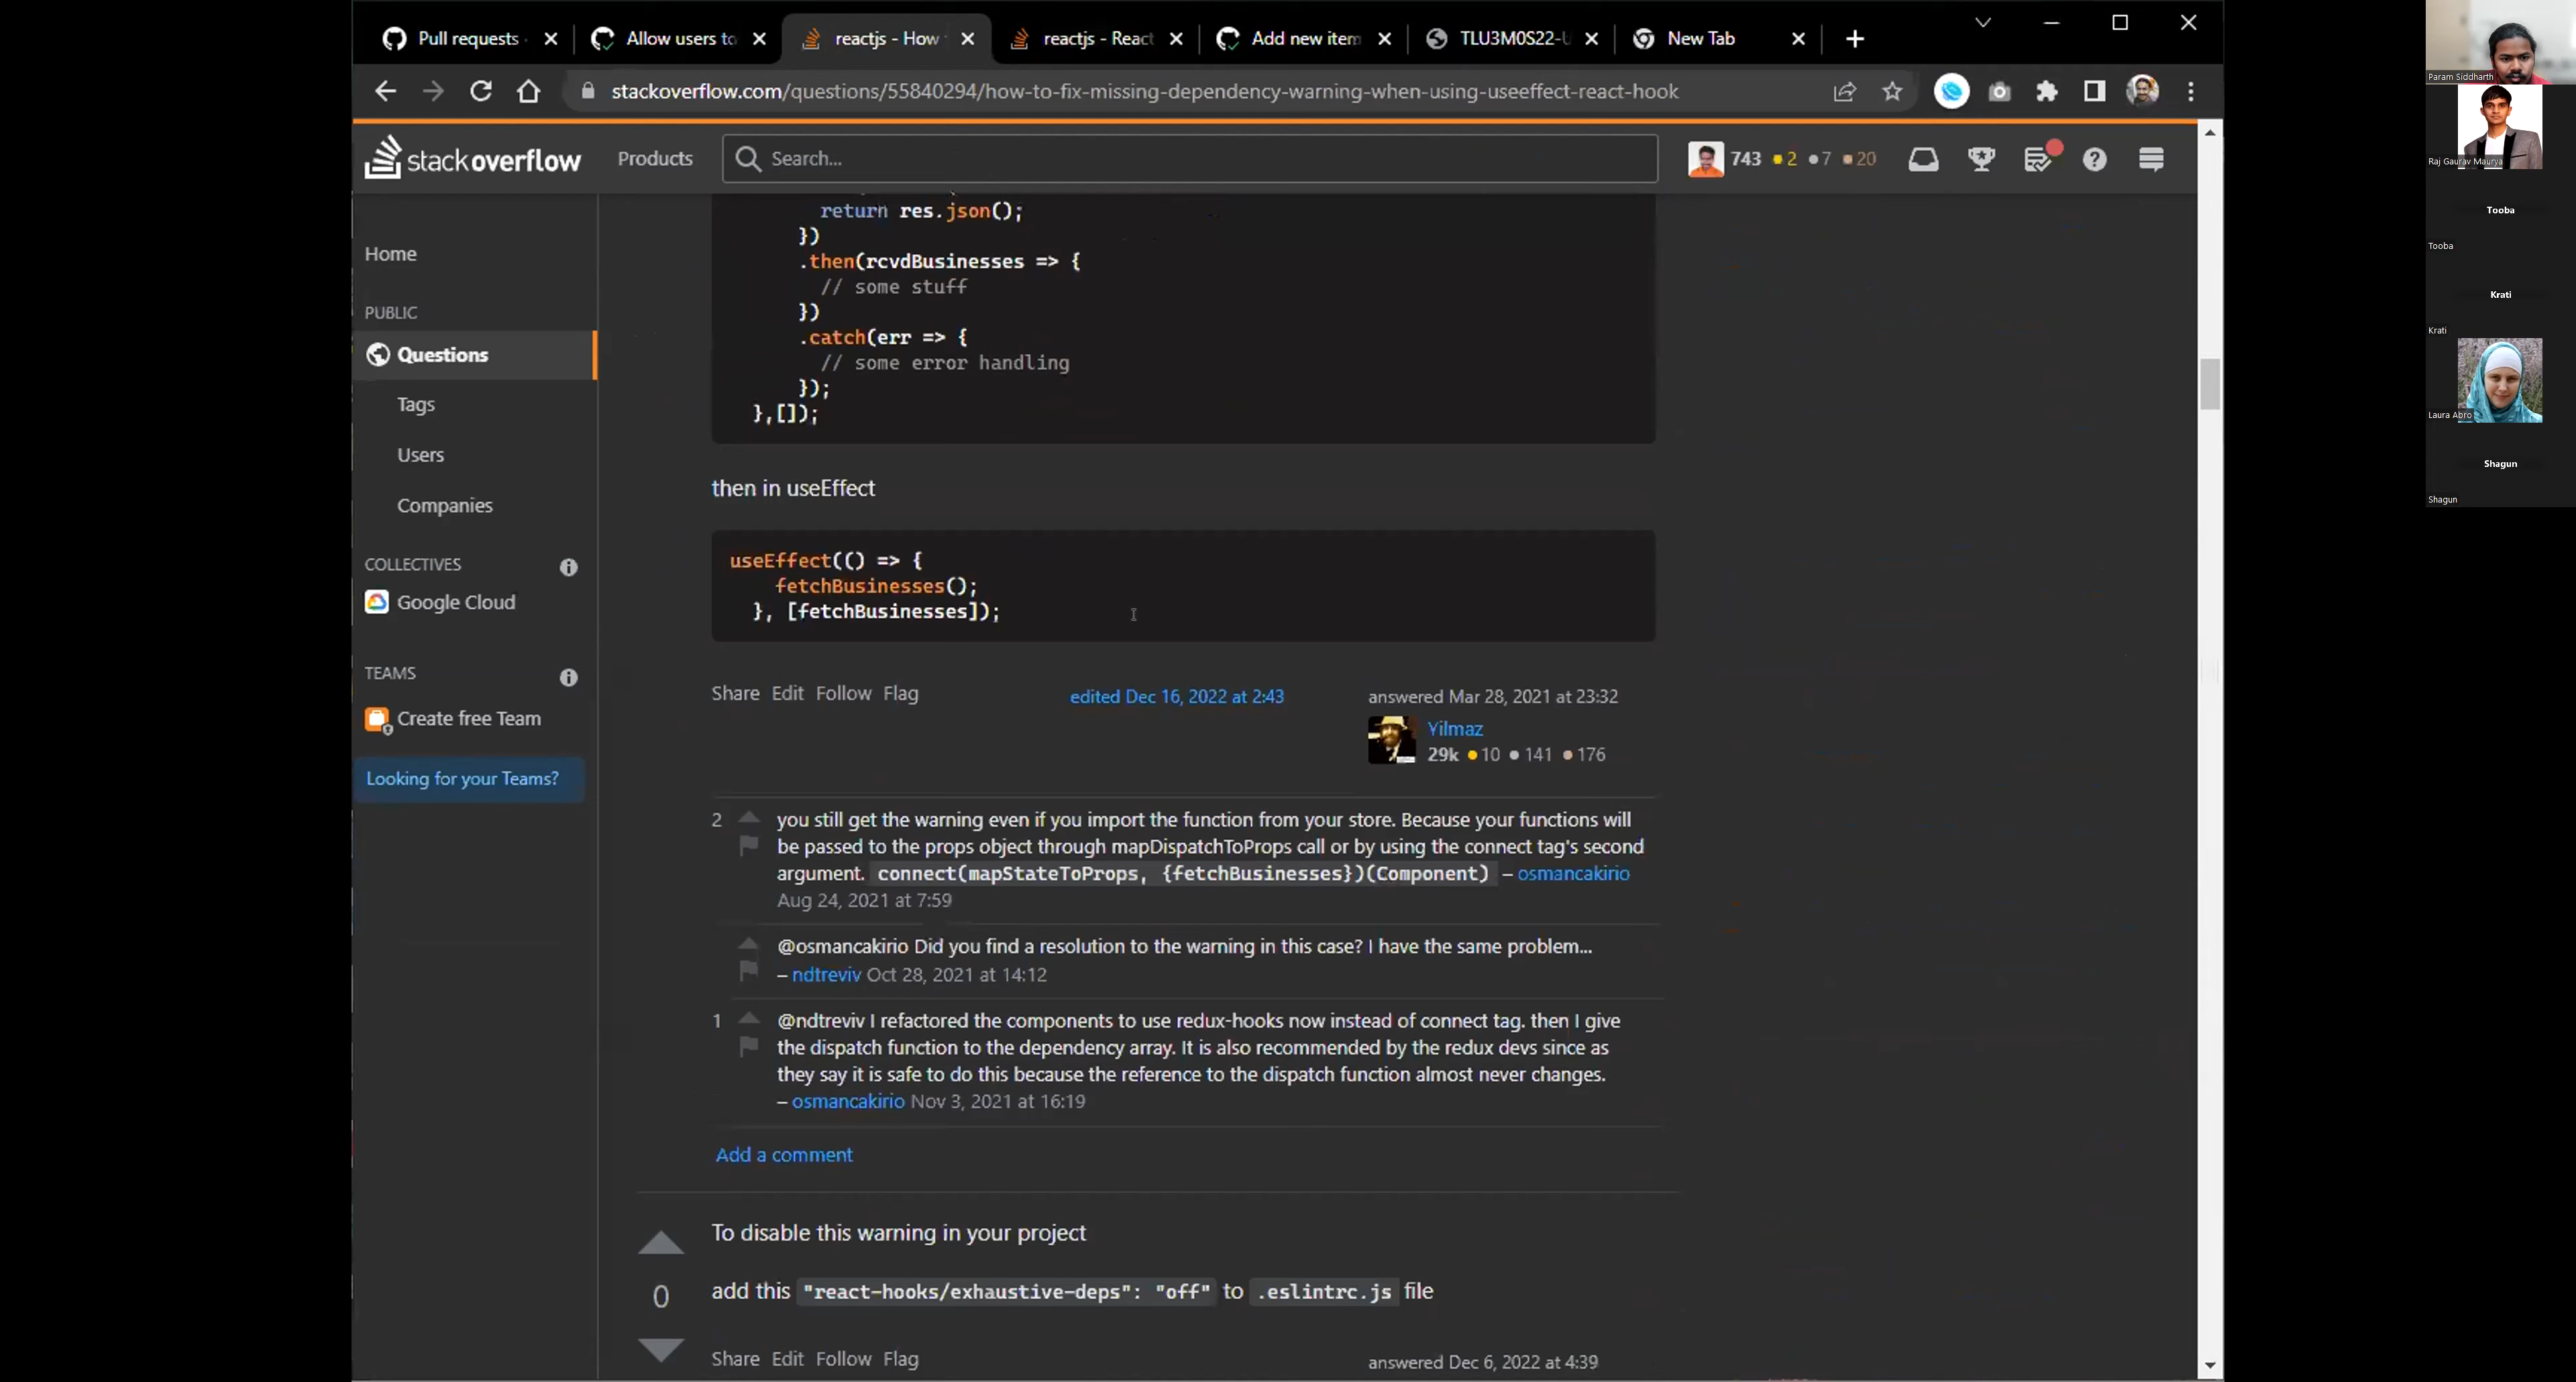 Pull requests
Allow users to
reactjs - How
reactjs - React
Add new item
TLU3M0S22-U
New Tab
stackoverflow.com/questions/55840294/how-to-fix-missing-dependency-warning-when-using-useeffect-react-hook
stackoverflow
Products
Search...
743 2 7 20
Home
PUBLIC
Questions
Tags
Users
Companies
COLLECTIVES
Google Cloud
TEAMS
Create free Team
Looking for your Teams?
return res.json();
})
.then(rcvdBusinesses => {
// some stuff
})
.catch(err => {
// some error handling
});
},[]);
then in useEffect
useEffect(() => {
fetchBusinesses();
}, [fetchBusinesses]);
Share Edit Follow Flag
edited Dec 16, 2022 at 2:43
answered Mar 28, 2021 at 23:32
Yilmaz
29k 10 141 176
2
you still get the warning even if you import the function from your store. Because your functions will
be passed to the props object through mapDispatchToProps call or by using the connect tag's second
argument. connect(mapStateToProps, {fetchBusinesses})(Component) – osmancakirio
Aug 24, 2021 at 7:59
@osmancakirio Did you find a resolution to the warning in this case? I have the same problem...
– ndtreviv Oct 28, 2021 at 14:12
1
@ndtreviv I refactored the components to use redux-hooks now instead of connect tag. then I give
the dispatch function to the dependency array. It is also recommended by the redux devs since as
they say it is safe to do this because the reference to the dispatch function almost never changes.
– osmancakirio Nov 3, 2021 at 16:19
Add a comment
To disable this warning in your project
0
add this "react-hooks/exhaustive-deps": "off" to .eslintrc.js file
Share Edit Follow Flag
answered Dec 6, 2022 at 4:39
Param Siddharth
Raj Gaurav Maurya
Tooba
Tooba
Krati
Krati
Laura Abro
Shagun
Shagun